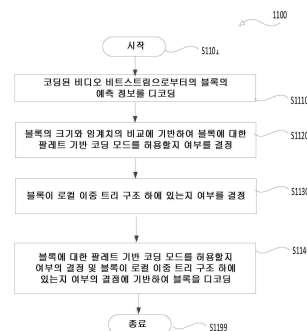 1100
시작
S1101
코딩된 비디오 비트스트림으로부터의 블록의
예측 정보를 디코딩
S1110
블록의 크기와 임계치의 비교에 기반하여 블록에 대한
팔레트 기반 코딩 모드를 허용할지 여부를 결정
S1120
블록이 로컬 이중 트리 구조 하에 있는지 여부를 결정
S1130
블록에 대한 팔레트 기반 코딩 모드를 허용할지
여부의 결정 및 블록이 로컬 이중 트리 구조 하에
있는지 여부의 결정에 기반하여 블록을 디코딩
S114
종료
S1199